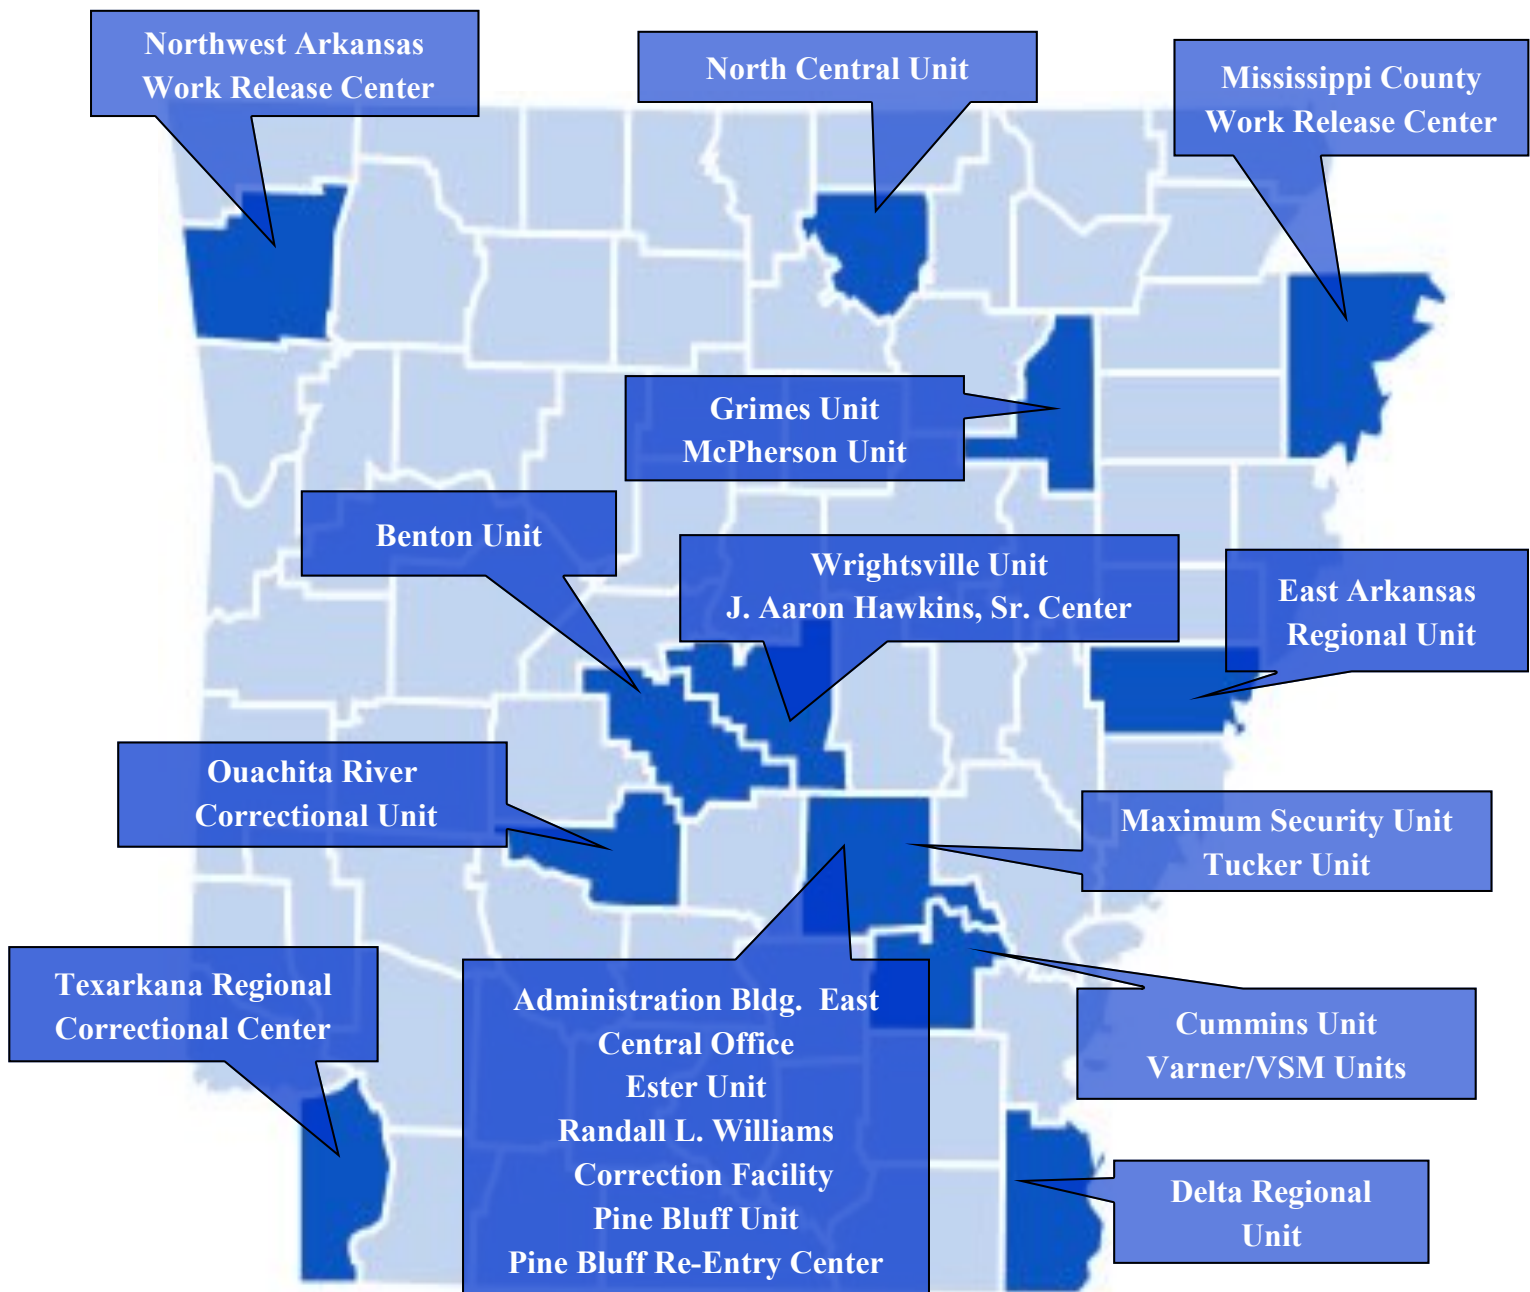 Northwest Arkansas
Work Release Center
North Central Unit
Mississippi County
Work Release Center
Grimes Unit
McPherson Unit
Benton Unit
Wrightsville Unit
J. Aaron Hawkins, Sr. Center
East Arkansas
Regional Unit
Ouachita River
Correctional Unit
Maximum Security Unit
Tucker Unit
Texarkana Regional
Correctional Center
Administration Bldg. East
Central Office
Ester Unit
Randall L. Williams
Correction Facility
Pine Bluff Unit
Pine Bluff Re-Entry Center
Cummins Unit
Varner/VSM Units
Delta Regional
Unit